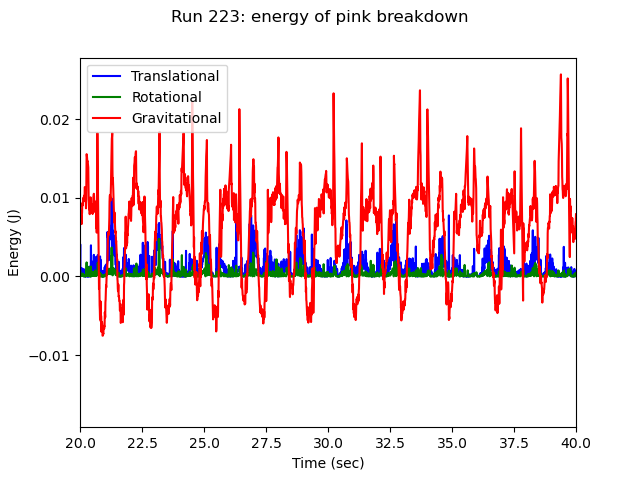 Run 223: energy of pink breakdown
Translational
Rotational
Gravitational
Energy (J)
0.02
0.01
0.00
−0.01
20.0 22.5 25.0 27.5 30.0 32.5 35.0 37.5 40.0
Time (sec)